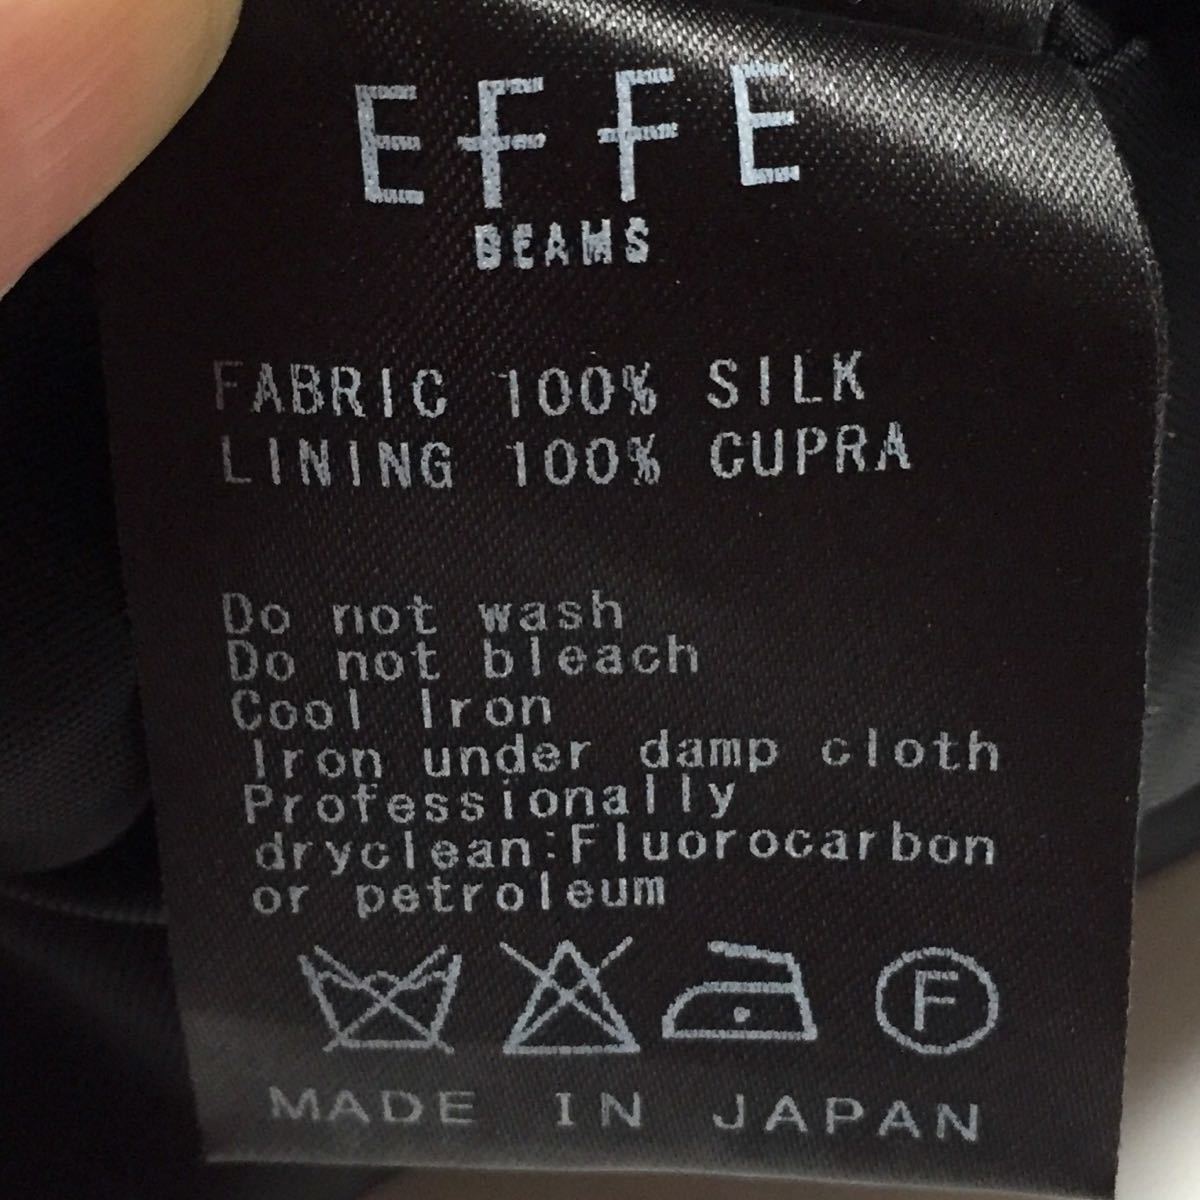 EFFE
BEAMS
FABRIC 100% SILK
LINING 100% CUPRA
Do not wash
Do not bleach
Cool Iron
Iron under damp cloth
Professionally
dryclean:Fluorocarbon
or petroleum
F
MADE IN JAPAN